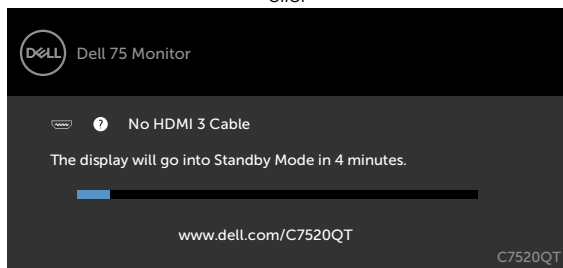 DELL
Dell 75 Monitor
? No HDMI 3 Cable
The display will go into Standby Mode in 4 minutes.
www.dell.com/C7520QT
C7520QT